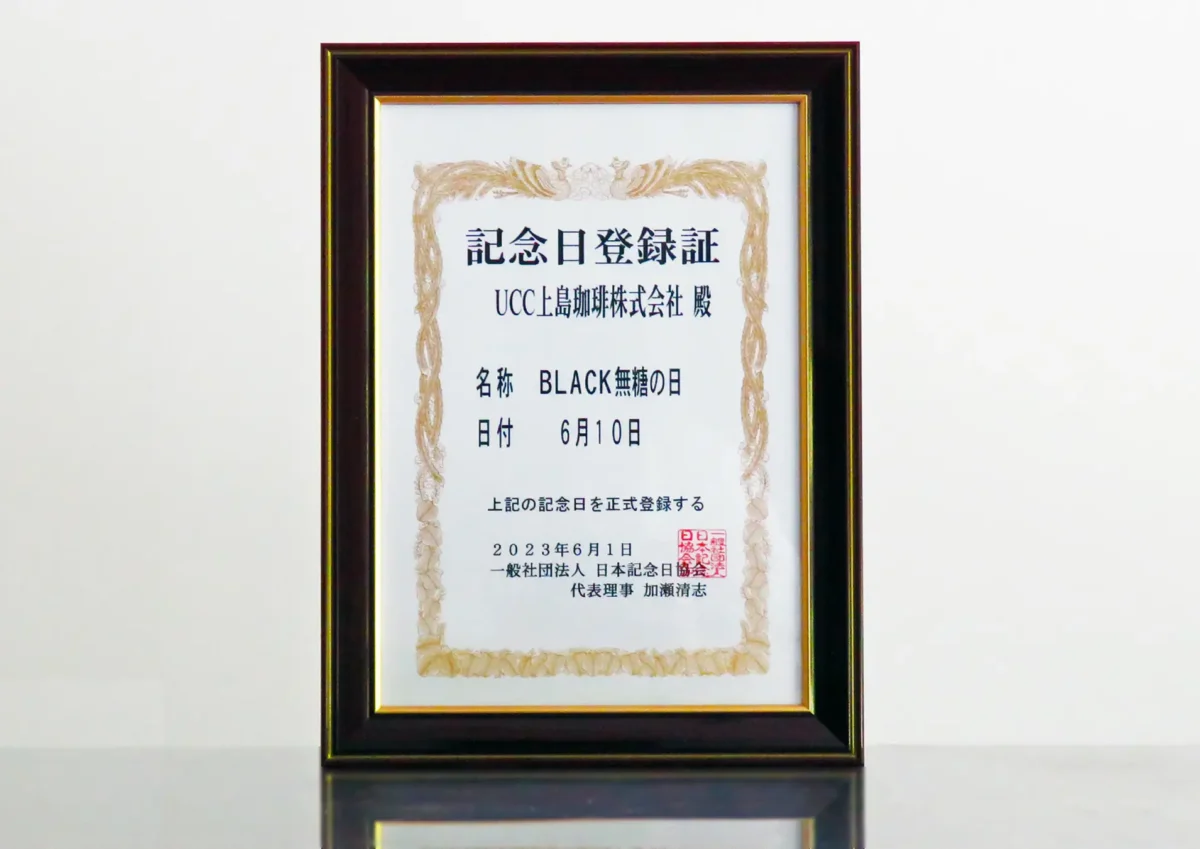 記念日登録証
UCC上島珈琲株式会社 殿
名称 BLACK無糖の日
日付 6月10日
上記の記念日を正式登録する
2023年6月1日
一般社団法人 日本記念日協会
代表理事 加瀬清志